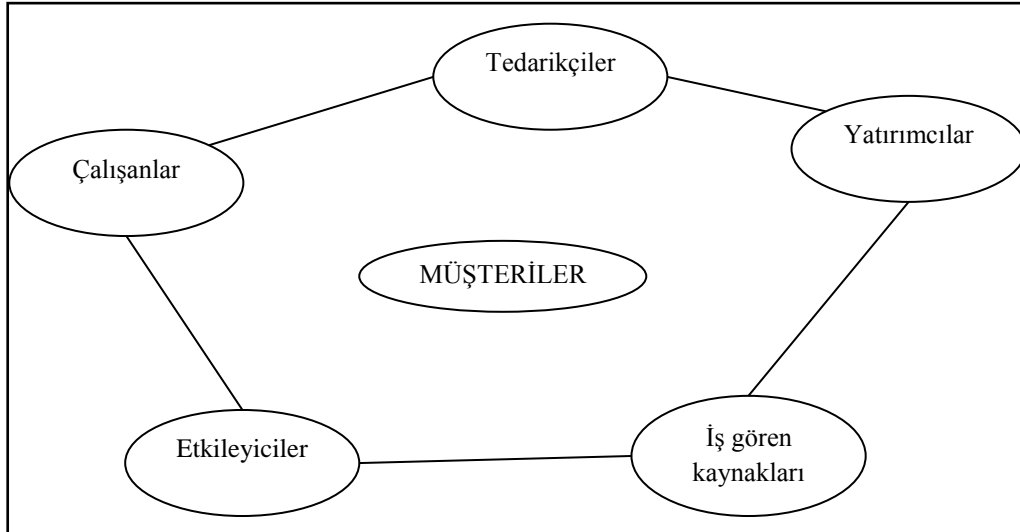 Tedarikçiler
Yatırımcılar
Çalışanlar
MÜŞTERİLER
Etkileyiciler
İş gören
kaynakları